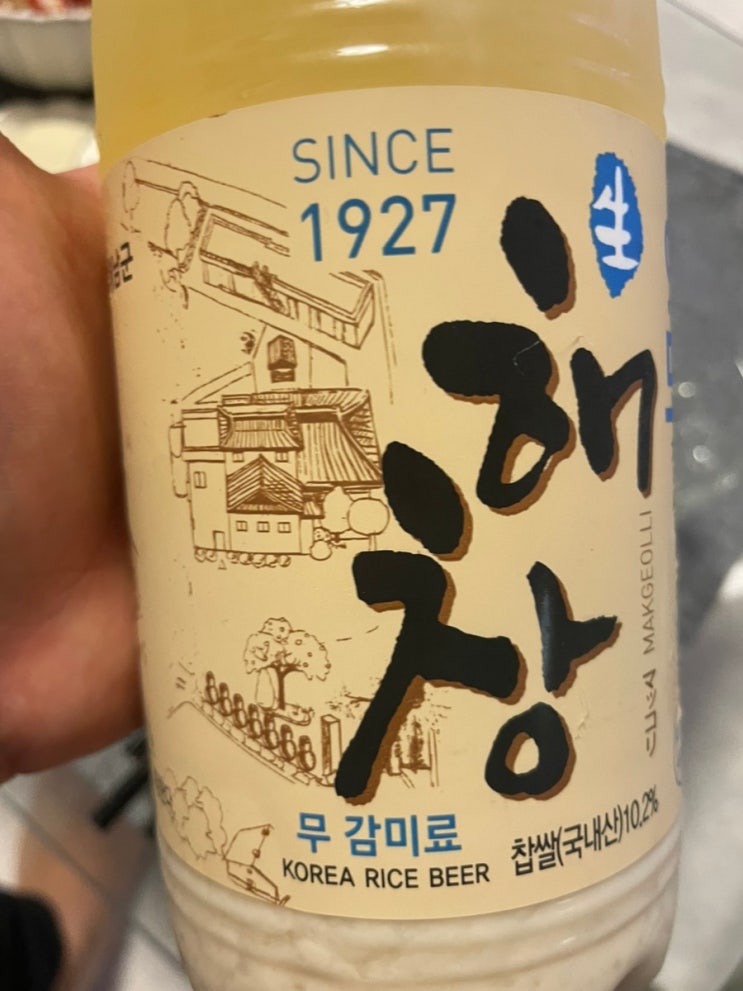 SINCE
1927
生
해
창
MAKGEOLLI
무 감미료
KOREA RICE BEER
찹쌀(국내산)10.2%